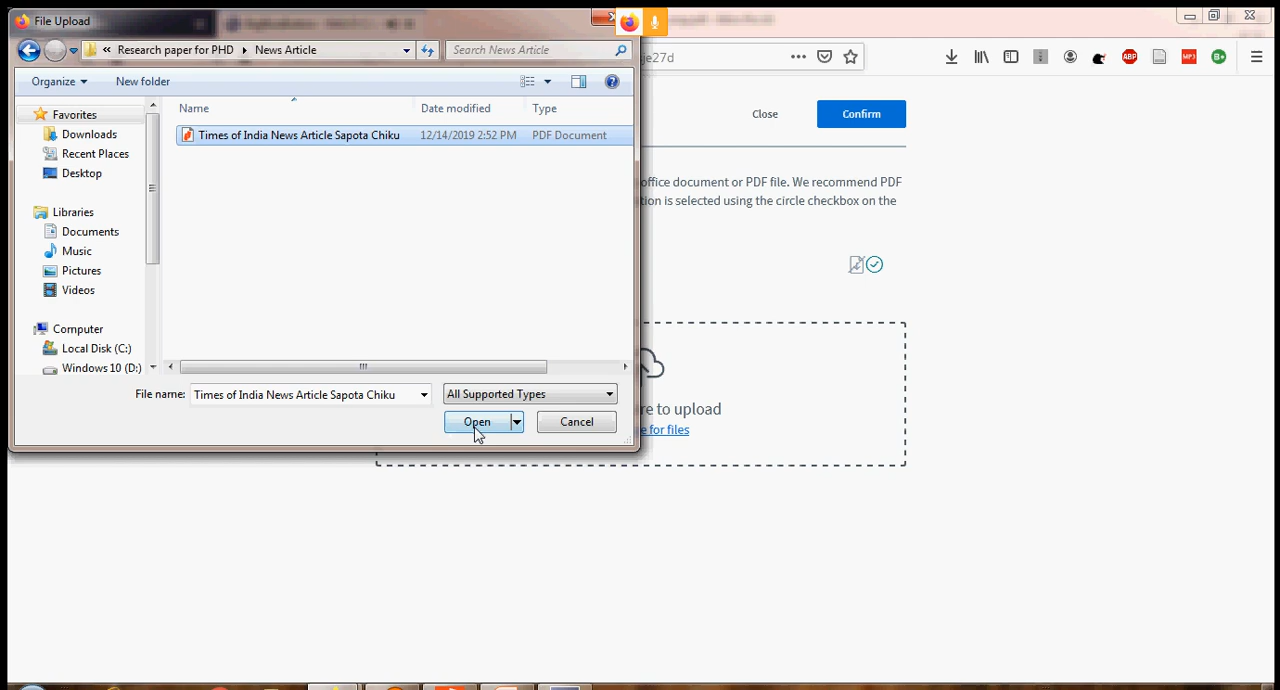 File Upload
« Research paper for PHD News Article
Search News Article
ge27d
Organize
New folder
Name
Date modified
Type
Favorites
Downloads
Recent Places
Desktop
Libraries
Documents
Music
Pictures
Videos
Computer
Local Disk (C:)
Windows 10 (D:)
Times of India News Article Sapota Chiku
12/14/2019 2:52 PM
PDF Document
File name:
Times of India News Article Sapota Chiku
All Supported Types
Open
Cancel
ABP
MP3
Close
Confirm
office document or PDF file. We recommend PDF
tion is selected using the circle checkbox on the
re to upload
e for files